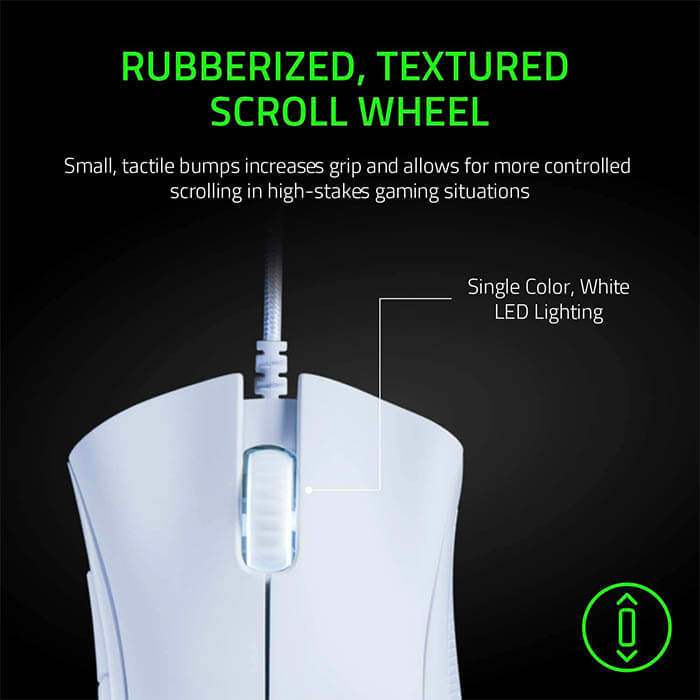 RUBBERIZED, TEXTURED
SCROLL WHEEL
Small, tactile bumps increases grip and allows for more controlled
scrolling in high-stakes gaming situations
Single Color, White
LED Lighting